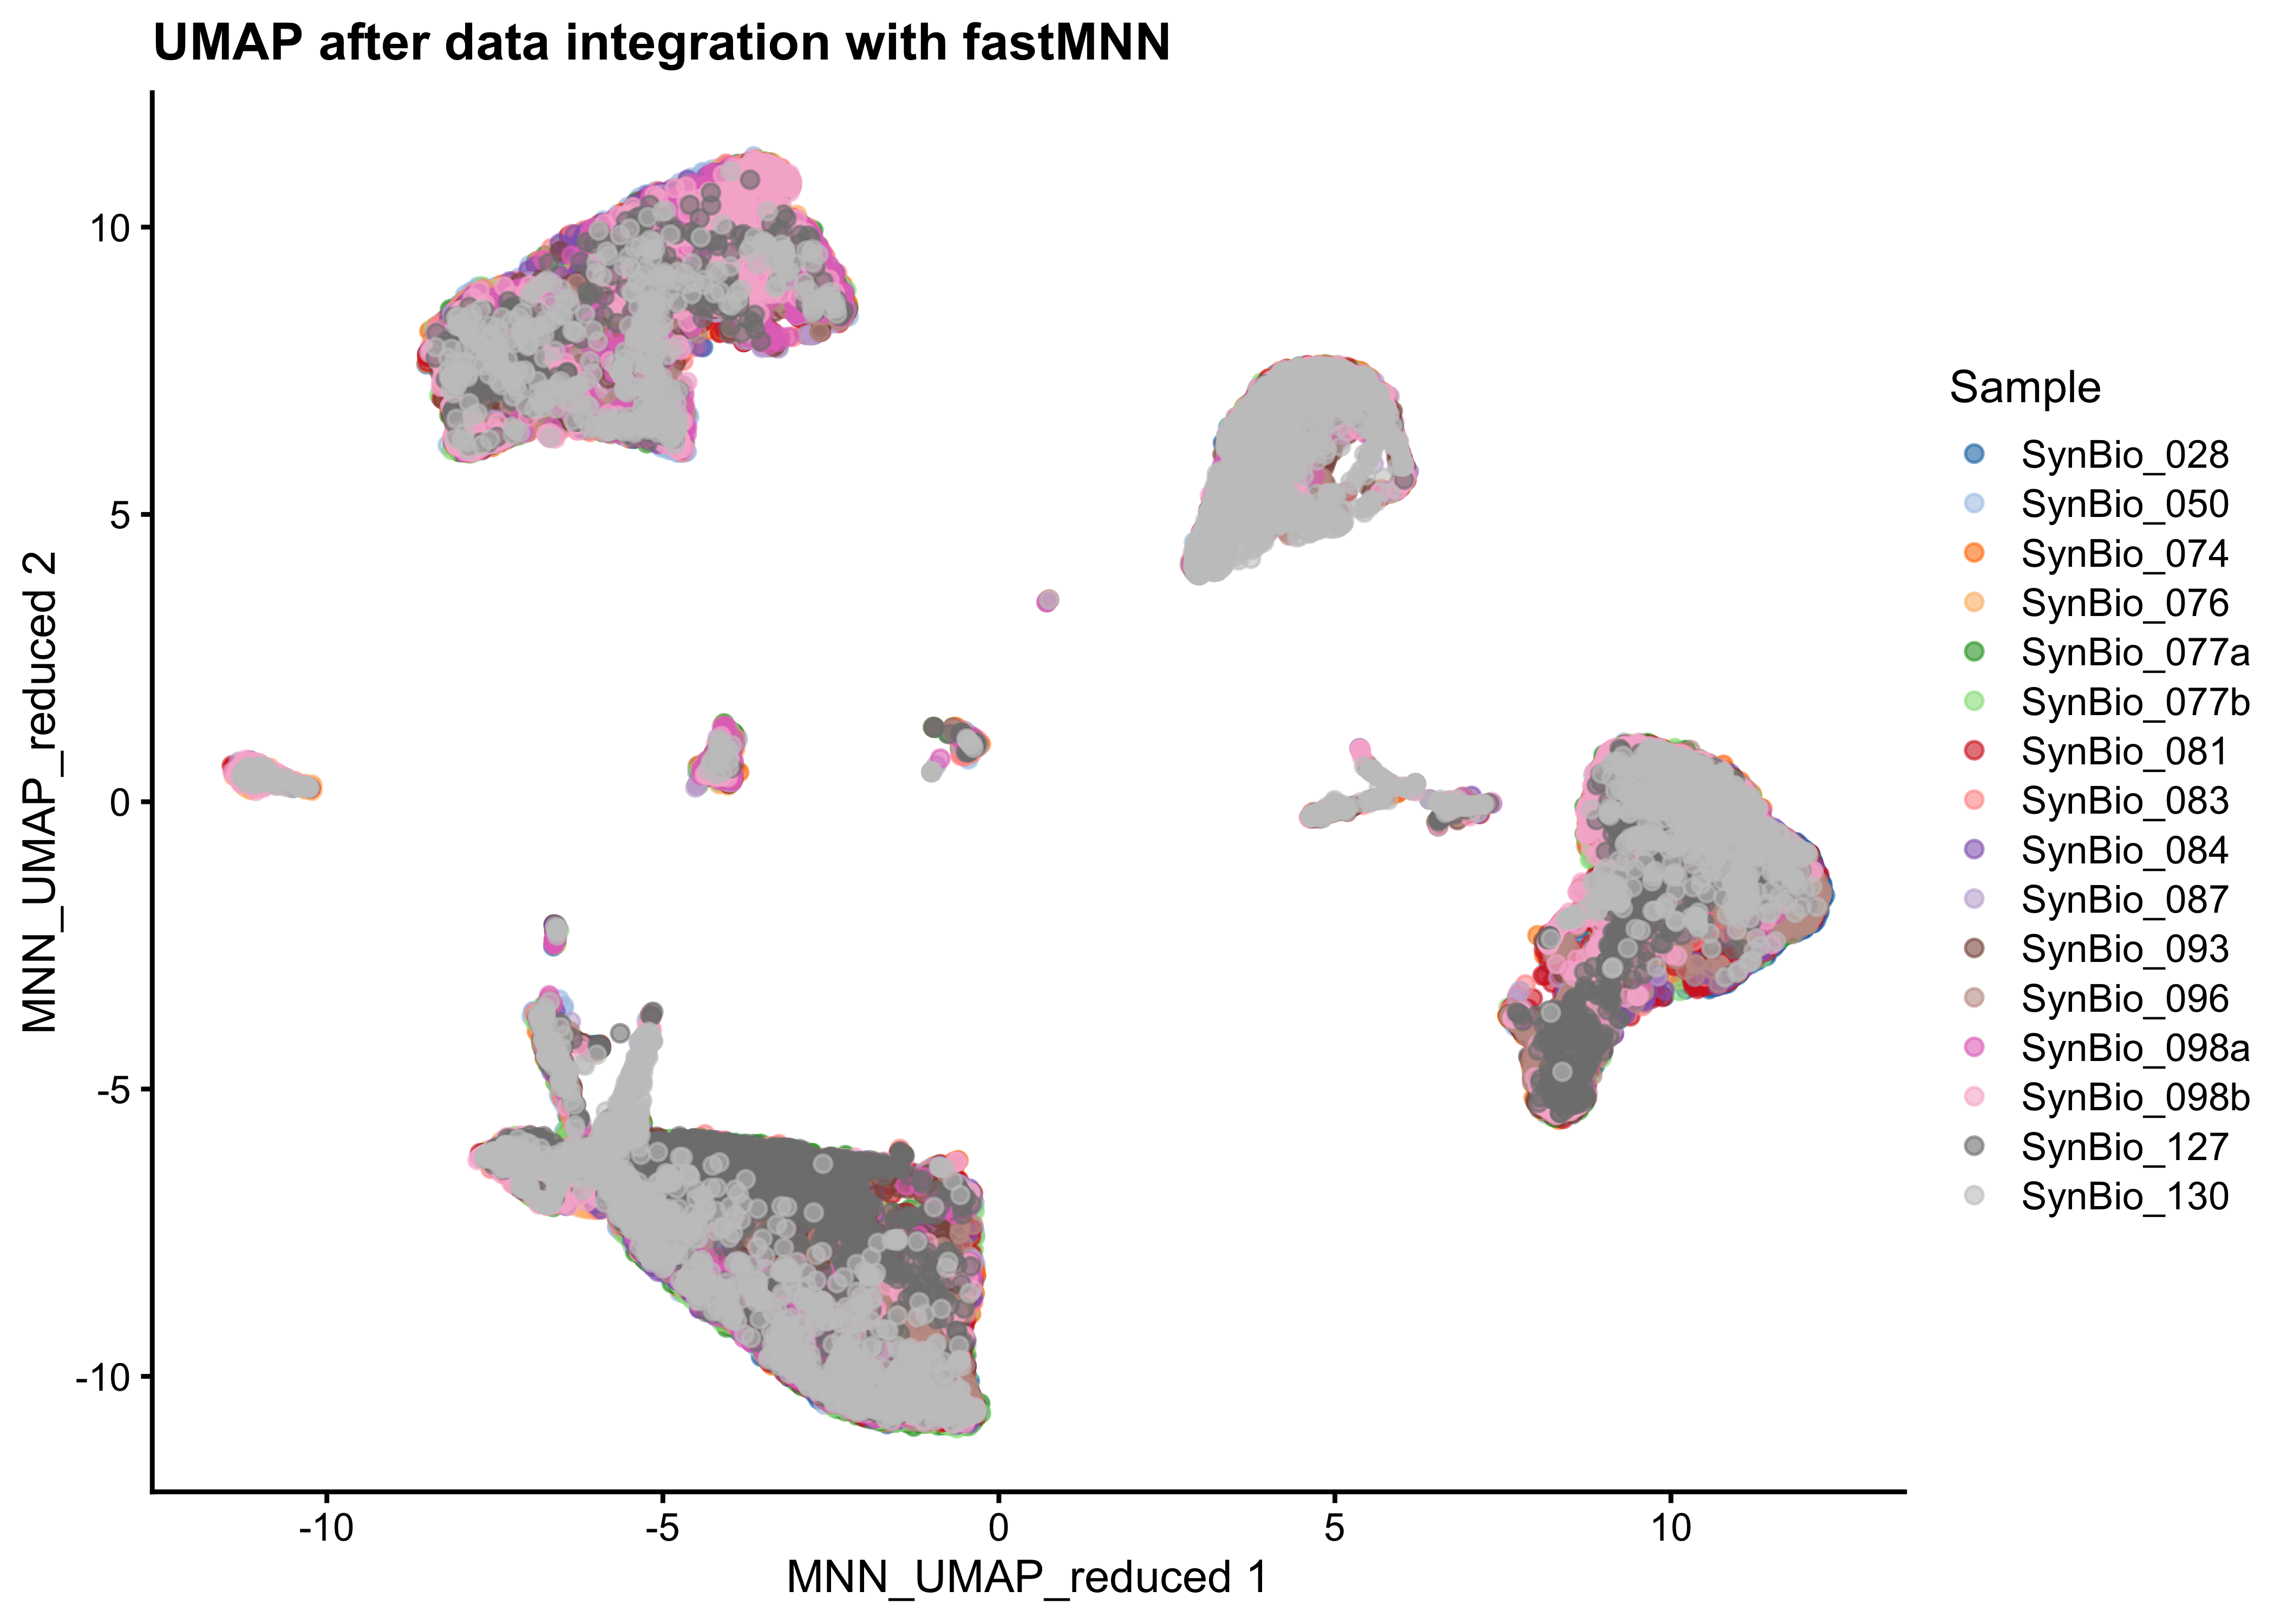 UMAP after data integration with fastMNN
MNN_UMAP_reduced 2
10
5
0
-5
-10
-10
-5
0
5
10
MNN_UMAP_reduced 1
Sample
SynBio_028
SynBio_050
SynBio_074
SynBio_076
SynBio_077a
SynBio_077b
SynBio_081
SynBio_083
SynBio_084
SynBio_087
SynBio_093
SynBio_096
SynBio_098a
SynBio_098b
SynBio_127
SynBio_130